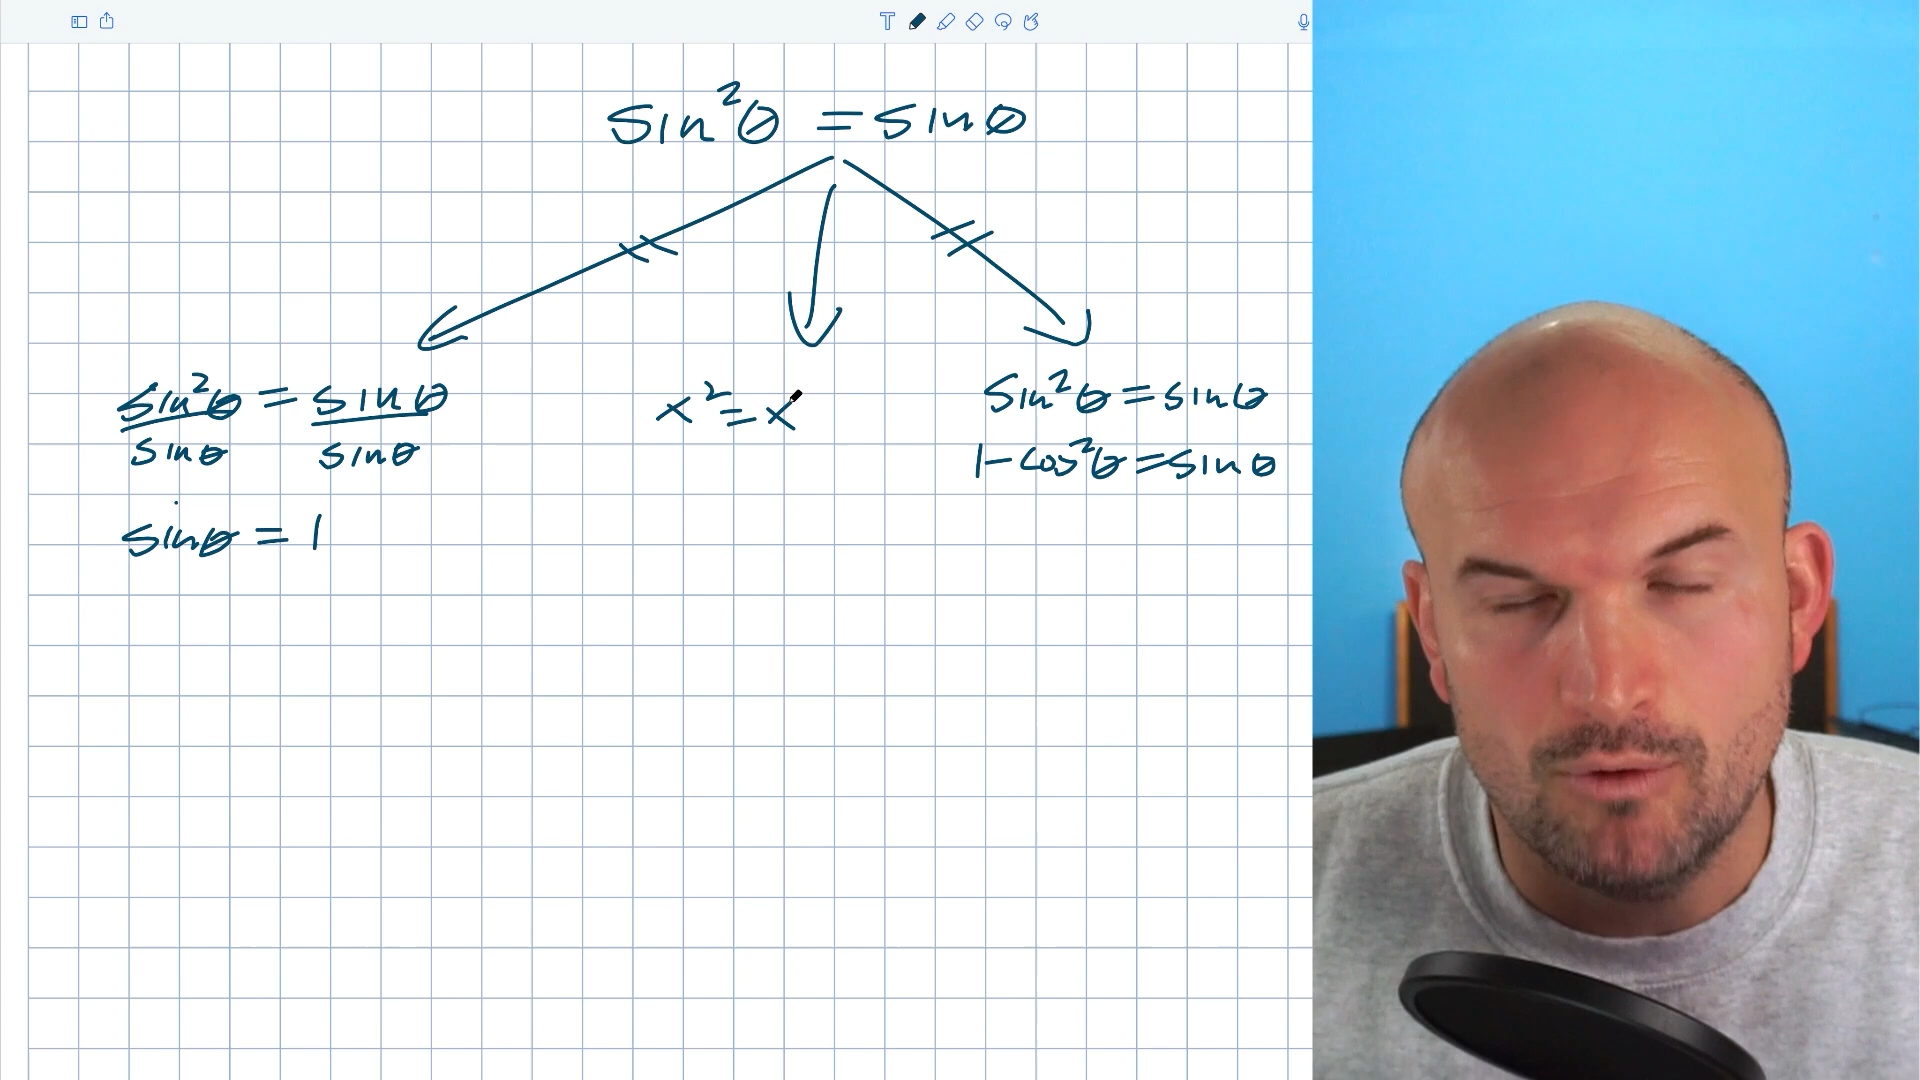 sin²θ = sinθ
sin²θ = sinθ
sinθ sinθ
sinθ = 1
x² = x
sin²θ = sinθ
1-cos²θ = sinθ